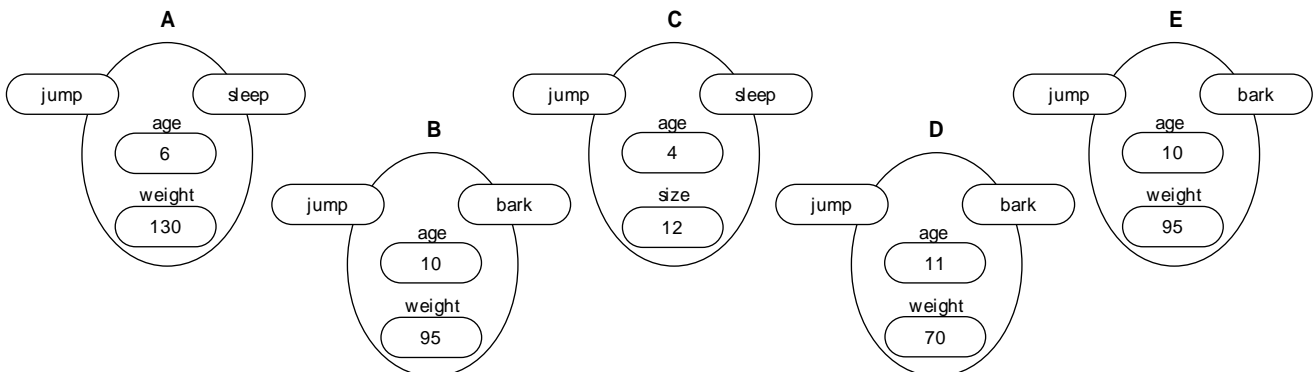 A
jump
sleep
age
6
weight
130
B
jump
bark
age
10
weight
95
C
jump
sleep
age
4
size
12
D
jump
bark
age
11
weight
70
E
jump
bark
age
10
weight
95